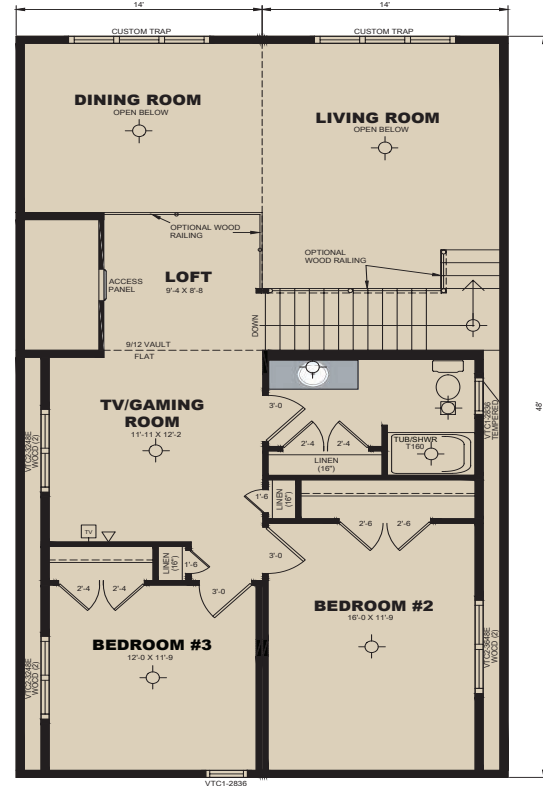 14'
14'
CUSTOM TRAP
CUSTOM TRAP
DINING ROOM
OPEN BELOW
LIVING ROOM
OPEN BELOW
OPTIONAL WOOD
RAILING
OPTIONAL
WOOD RAILING
LOFT
9'-4 X 8'-8
ACCESS
PANEL
DOWN
9/12 VAULT
FLAT
48'
TV/GAMING
ROOM
11'-11 X 12'-2
3'-0
2'-4
2'-4
LINEN
(16")
TUB/SHWR
T160
VTC1-2836
TEMPERED
VTC2-3248E
WOOD (2)
1'-6
LINEN
(16")
2'-6
2'-6
TV
LINEN
(16")
1'-6
3'-0
2'-4
2'-4
3'-0
BEDROOM #2
16'-0 X 11'-9
BEDROOM #3
12'-0 X 11'-9
VTC2-3248E
WOOD (2)
VTC2-3648E
WOOD (2)
VTC1-2836